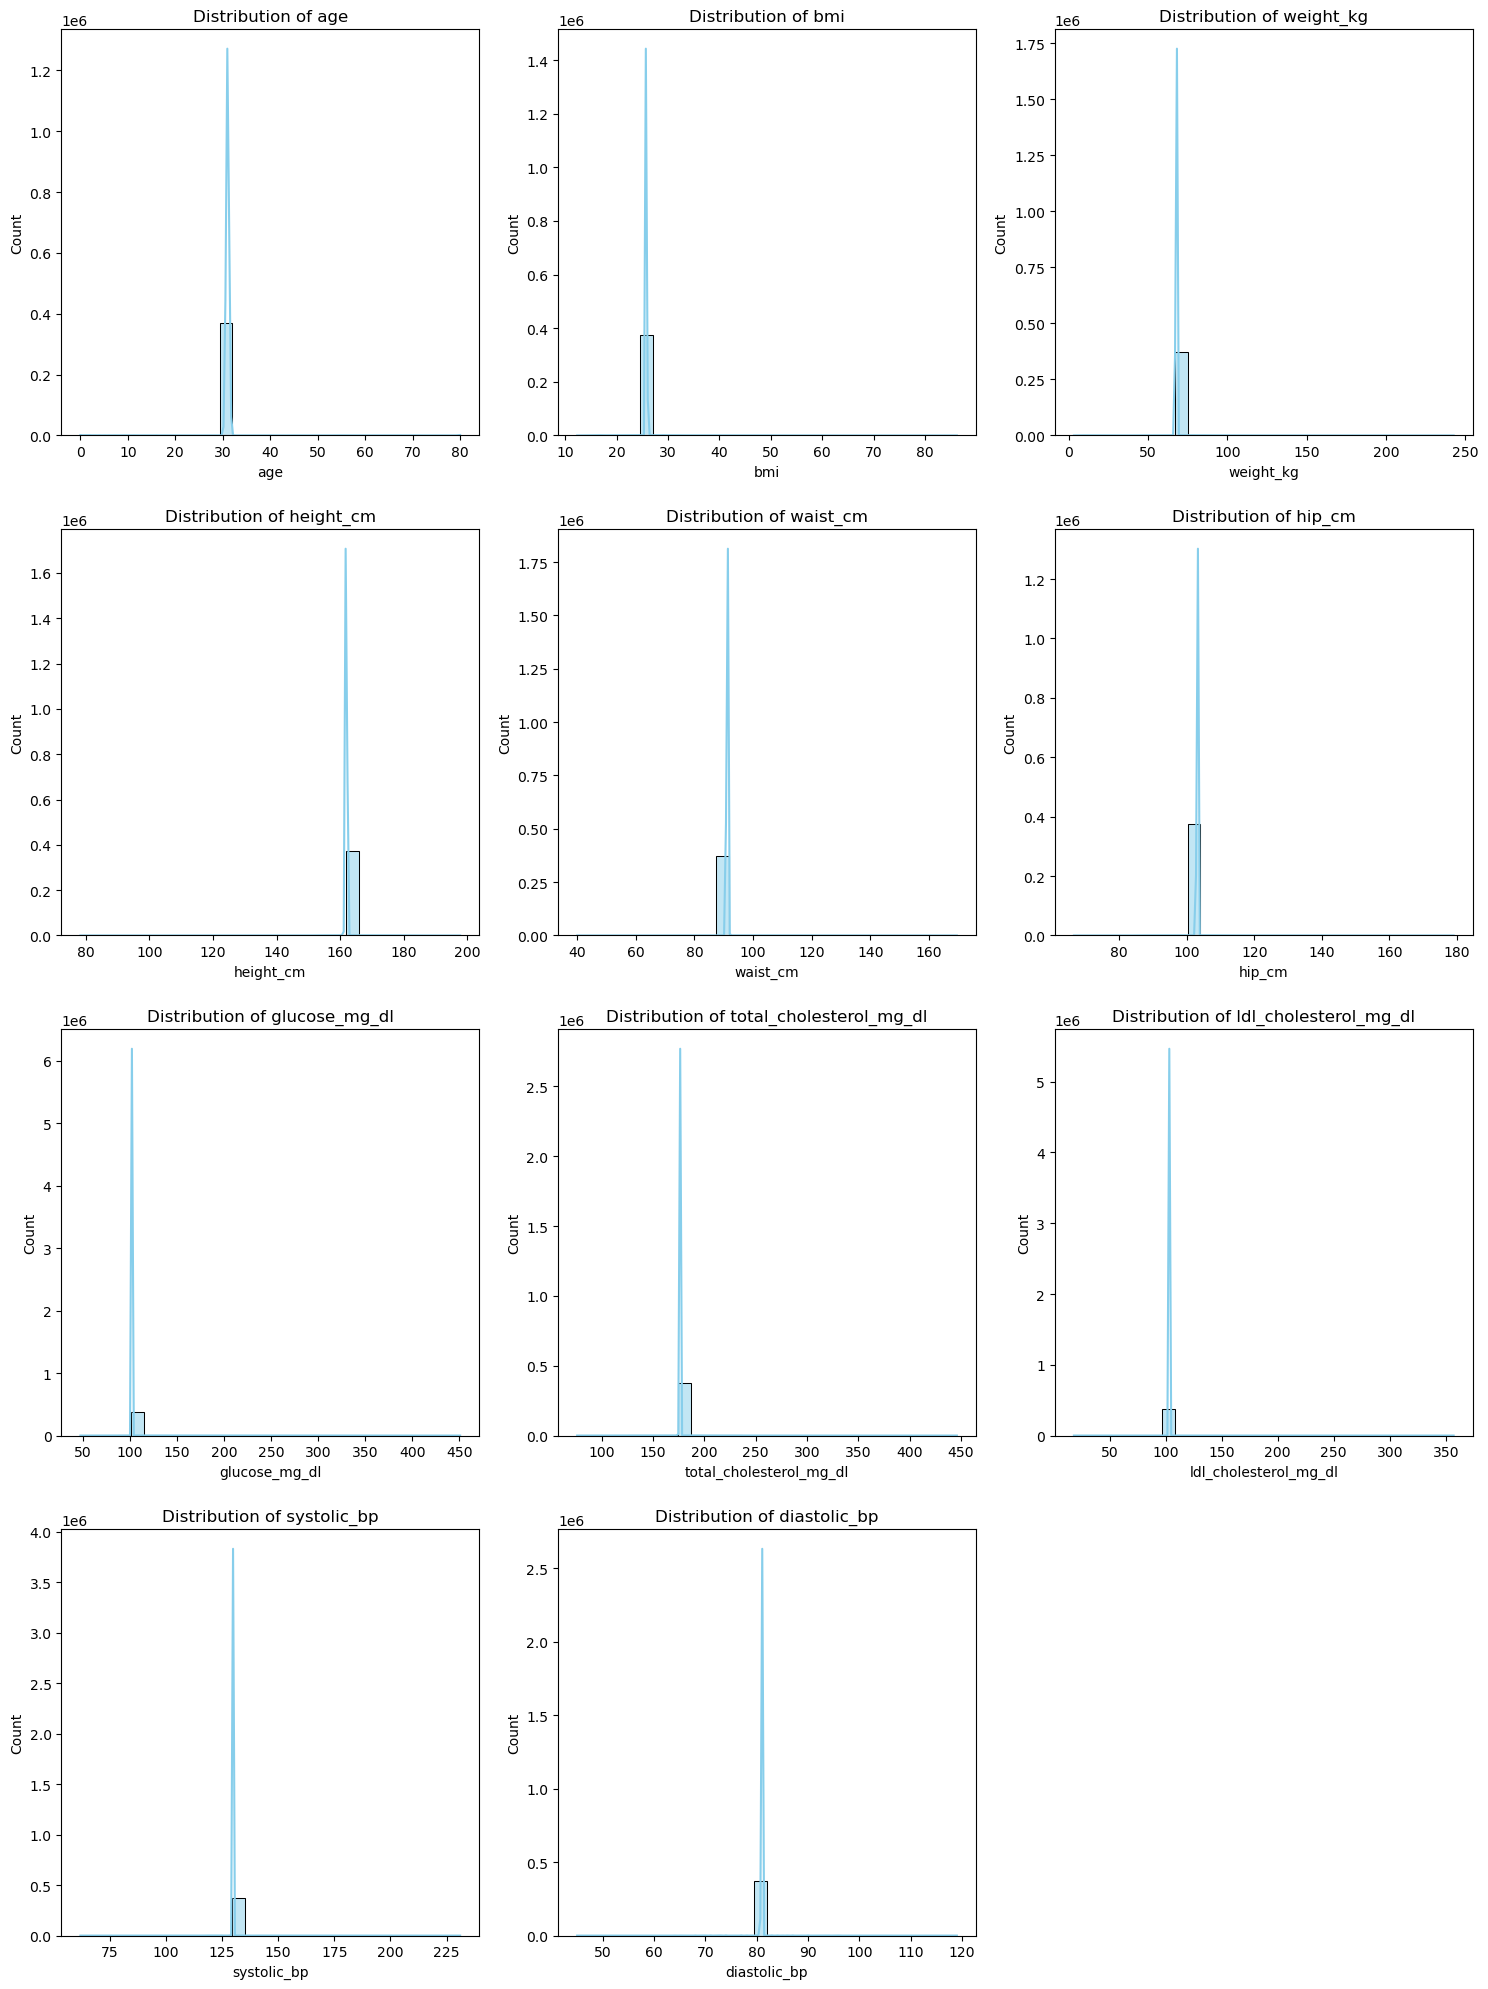 Distribution of age
1e6
1.2
1.0
0.8
0.6
0.4
0.2
0.0
Count
0 10 20 30 40 50 60 70 80
age
Distribution of bmi
1e6
1.4
1.2
1.0
0.8
0.6
0.4
0.2
0.0
Count
10 20 30 40 50 60 70 80
bmi
Distribution of weight_kg
1e6
1.75
1.50
1.25
1.00
0.75
0.50
0.25
0.00
Count
0 50 100 150 200 250
weight_kg
Distribution of height_cm
1e6
1.6
1.4
1.2
1.0
0.8
0.6
0.4
0.2
0.0
Count
80 100 120 140 160 180 200
height_cm
Distribution of waist_cm
1e6
1.75
1.50
1.25
1.00
0.75
0.50
0.25
0.00
Count
40 60 80 100 120 140 160
waist_cm
Distribution of hip_cm
1e6
1.2
1.0
0.8
0.6
0.4
0.2
0.0
Count
80 100 120 140 160 180
hip_cm
Distribution of glucose_mg_dl
1e6
6
5
4
3
2
1
0
Count
50 100 150 200 250 300 350 400 450
glucose_mg_dl
Distribution of total_cholesterol_mg_dl
1e6
2.5
2.0
1.5
1.0
0.5
0.0
Count
100 150 200 250 300 350 400 450
total_cholesterol_mg_dl
Distribution of ldl_cholesterol_mg_dl
1e6
5
4
3
2
1
0
Count
50 100 150 200 250 300 350
ldl_cholesterol_mg_dl
Distribution of systolic_bp
1e6
4.0
3.5
3.0
2.5
2.0
1.5
1.0
0.5
0.0
Count
75 100 125 150 175 200 225
systolic_bp
Distribution of diastolic_bp
1e6
2.5
2.0
1.5
1.0
0.5
0.0
Count
50 60 70 80 90 100 110 120
diastolic_bp